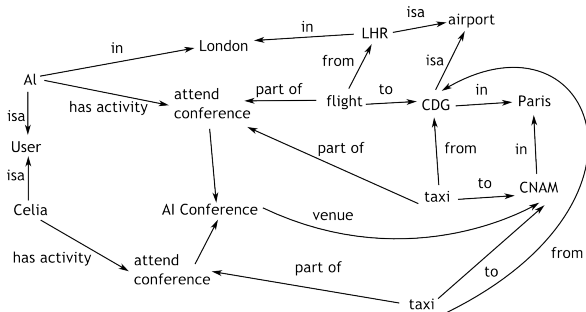 isa
airport
in
London
in
LHR
Al
from
isa
has activity
attend
conference
part of
flight
to
CDG
in
Paris
isa
User
isa
part of
from
in
taxi
to
CNAM
Celia
AI Conference
venue
has activity
attend
conference
part of
to
from
taxi